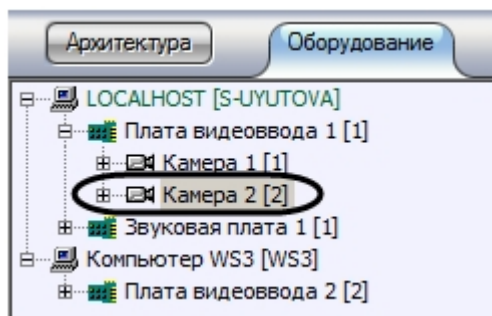 Архитектура Оборудование
LOCALHOST [S-UYUTOVA]
Плата видеоввода 1 [1]
Камера 1 [1]
Камера 2 [2]
Звуковая плата 1 [1]
Компьютер WS3 [WS3]
Плата видеоввода 2 [2]